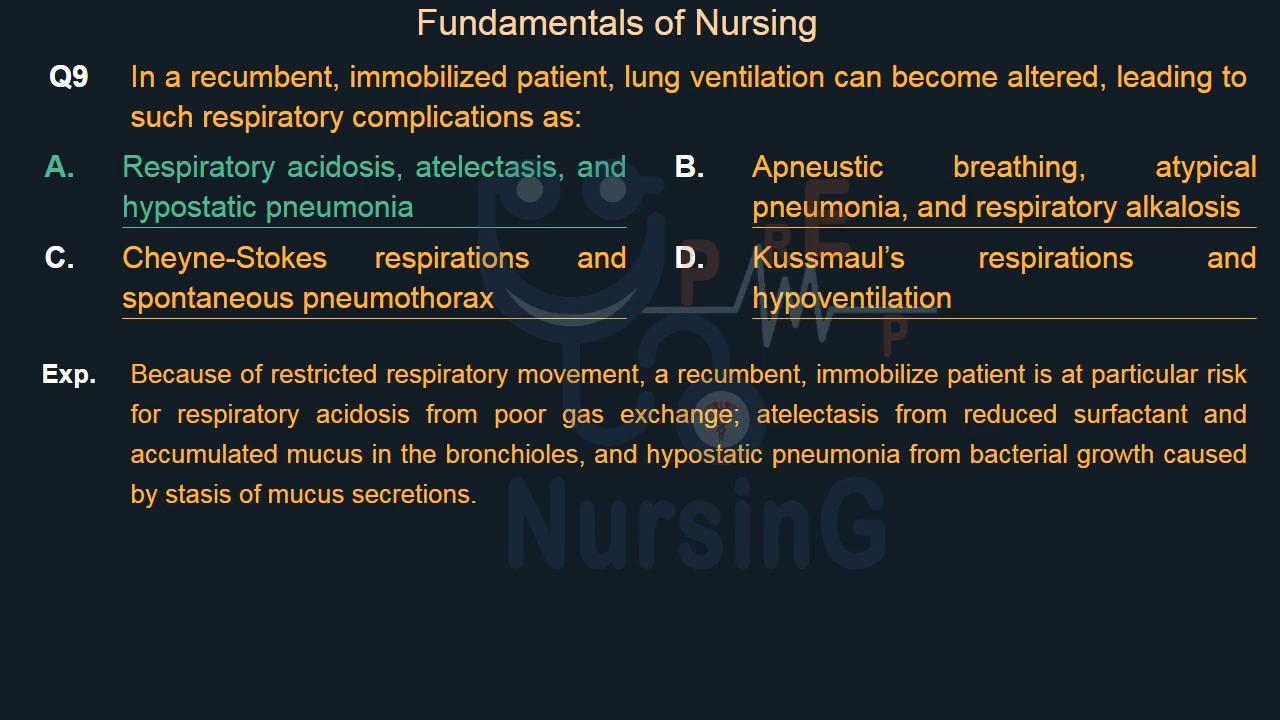 Fundamentals of Nursing
Q9 In a recumbent, immobilized patient, lung ventilation can become altered, leading to
such respiratory complications as:
A. Respiratory acidosis, atelectasis, and
hypostatic pneumonia
B. Apneustic breathing, atypical
pneumonia, and respiratory alkalosis
C. Cheyne-Stokes respirations and
spontaneous pneumothorax
D. Kussmaul’s respirations and
hypoventilation
Exp. Because of restricted respiratory movement, a recumbent, immobilize patient is at particular risk
for respiratory acidosis from poor gas exchange; atelectasis from reduced surfactant and
accumulated mucus in the bronchioles, and hypostatic pneumonia from bacterial growth caused
by stasis of mucus secretions.
P R E P
NursinG